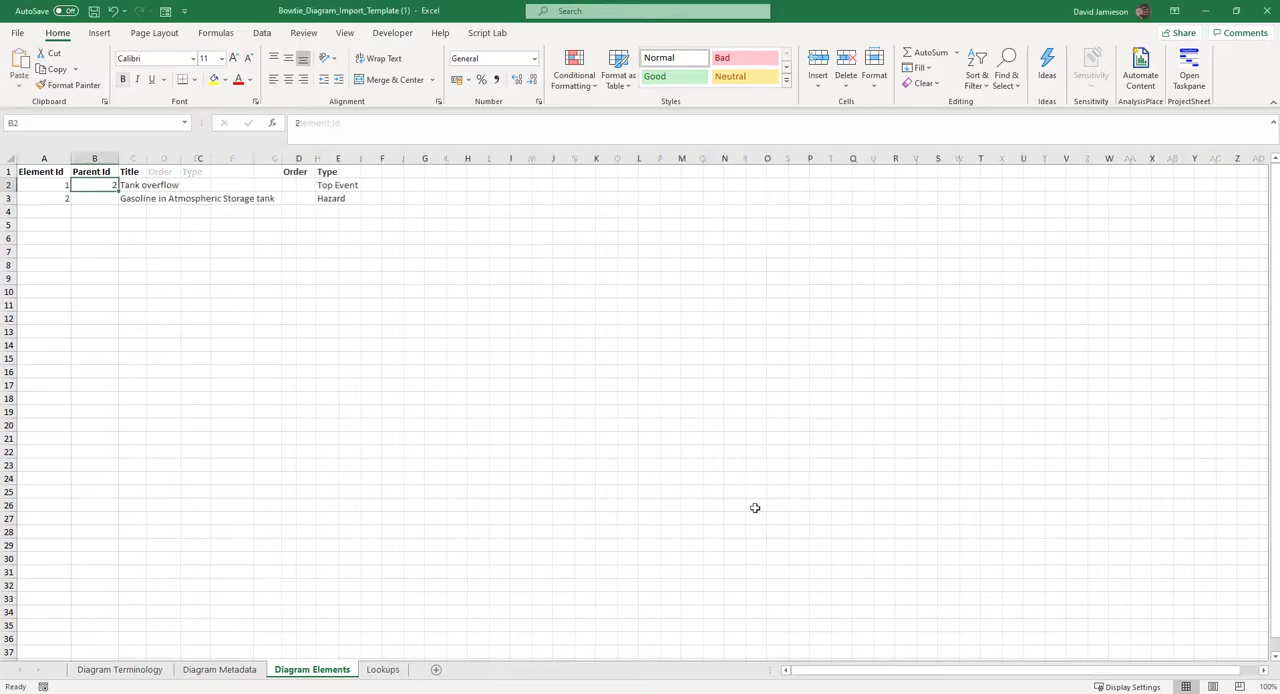 AutoSave Off Bowtie_Diagram_Import_Template (1) - Excel Search David Jamieson
File Home Insert Page Layout Formulas Data Review View Developer Help Script Lab Share Comments
Paste Cut Copy Format Painter Clipboard
Calibri 11 B I U Font
Wrap Text Merge & Center Alignment
General Number
Conditional Formatting Format as Table Normal Bad Good Neutral Styles
Insert Delete Format Cells
AutoSum Fill Clear Sort & Filter Find & Select Editing
Ideas Ideas
Sensitivity Sensitivity
Automate Content AnalysisPlace
Open Taskpane ProjectSheet
B2 fx 2
A B C D E F G H I J K L M N O P Q R S T U V W X Y Z
1 Element Id Parent Id Title Order Type Order Type
2 1 2 Tank overflow Top Event
3 2 Gasoline in Atmospheric Storage tank Hazard
4
5
6
7
8
9
10
11
12
13
14
15
16
17
18
19
20
21
22
23
24
25
26
27
28
29
30
31
32
33
34
35
36
37
Diagram Terminology Diagram Metadata Diagram Elements Lookups
Ready Display Settings 100%